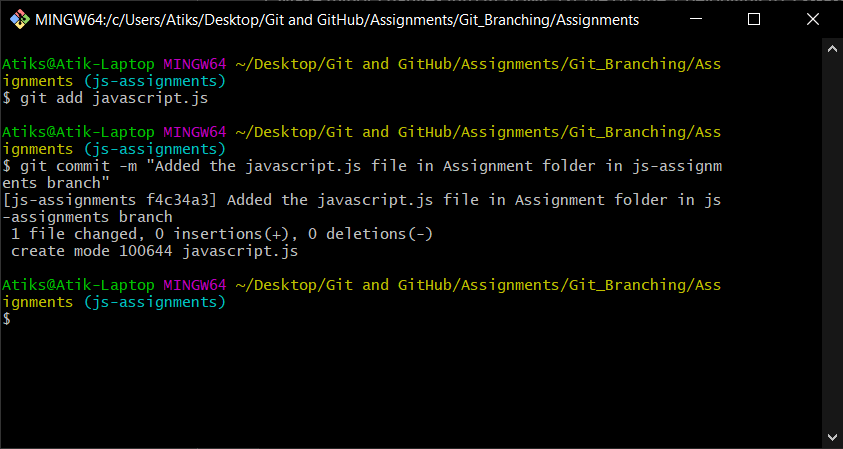 MINGW64:/c/Users/Atiks/Desktop/Git and GitHub/Assignments/Git_Branching/Assignments
Atiks@Atik-Laptop MINGW64 ~/Desktop/Git and GitHub/Assignments/Git_Branching/Ass
ignments (js-assignments)
$ git add javascript.js
Atiks@Atik-Laptop MINGW64 ~/Desktop/Git and GitHub/Assignments/Git_Branching/Ass
ignments (js-assignments)
$ git commit -m "Added the javascript.js file in Assignment folder in js-assignm
ents branch"
[js-assignments f4c34a3] Added the javascript.js file in Assignment folder in js
-assignments branch
 1 file changed, 0 insertions(+), 0 deletions(-)
 create mode 100644 javascript.js
Atiks@Atik-Laptop MINGW64 ~/Desktop/Git and GitHub/Assignments/Git_Branching/Ass
ignments (js-assignments)
$